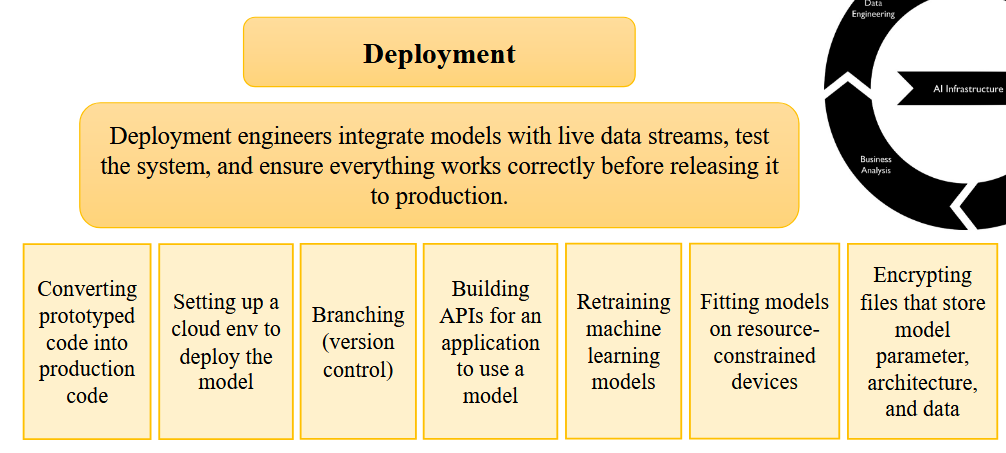 Data
Engineering
Deployment
AI Infrastructure
Deployment engineers integrate models with live data streams, test
the system, and ensure everything works correctly before releasing it
to production.
Business
Analysis
Converting
prototyped
code into
production
code
Setting up a
cloud env to
deploy the
model
Branching
(version
control)
Building
APIs for an
application
to use a
model
Retraining
machine
learning
models
Fitting models
on resource-
constrained
devices
Encrypting
files that store
model
parameter,
architecture,
and data